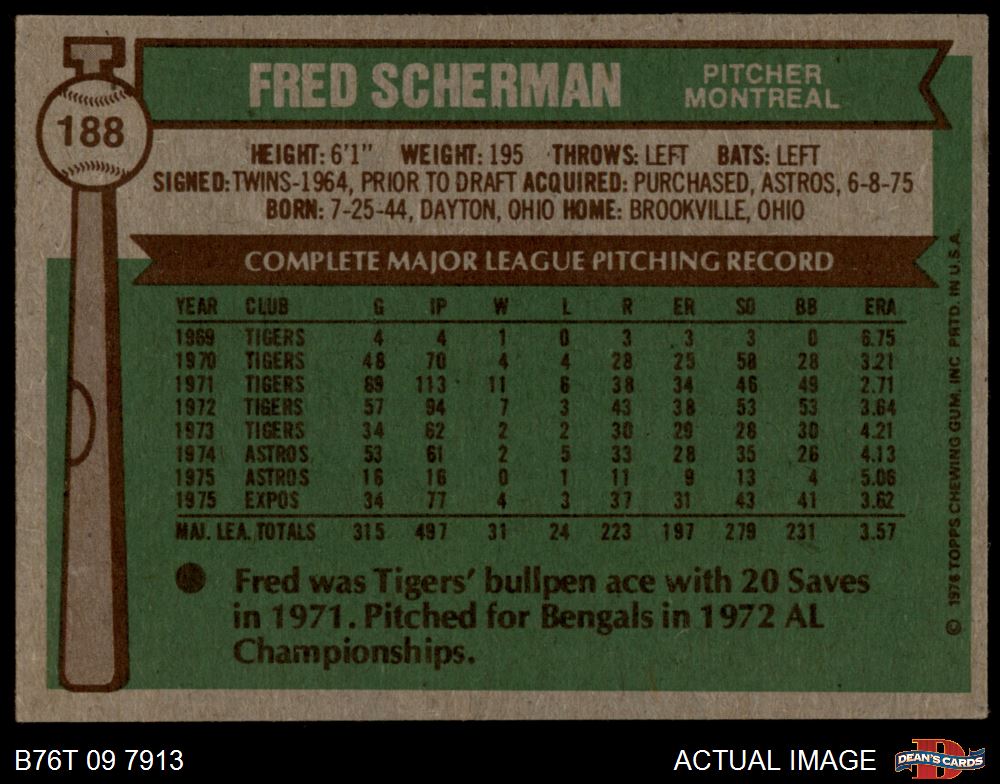 188
FRED SCHERMAN
PITCHER
MONTREAL
HEIGHT: 6'1" WEIGHT: 195 THROWS: LEFT BATS: LEFT
SIGNED: TWINS-1964, PRIOR TO DRAFT ACQUIRED: PURCHASED, ASTROS, 6-8-75
BORN: 7-25-44, DAYTON, OHIO HOME: BROOKVILLE, OHIO
COMPLETE MAJOR LEAGUE PITCHING RECORD
YEAR CLUB G IP W L R ER SO BB ERA
1969 TIGERS 4 4 1 0 3 3 3 0 6.75
1970 TIGERS 48 70 4 4 28 25 58 28 3.21
1971 TIGERS 69 113 11 6 38 34 46 49 2.71
1972 TIGERS 57 94 7 3 43 38 53 53 3.64
1973 TIGERS 34 62 2 2 30 29 28 30 4.21
1974 ASTROS 53 61 2 5 33 28 35 26 4.13
1975 ASTROS 16 16 0 1 11 9 13 4 5.06
1975 EXPOS 34 77 4 3 37 31 43 41 3.62
MAJ. LEA. TOTALS 315 497 31 24 223 197 279 231 3.57
Fred was Tigers' bullpen ace with 20 Saves
in 1971. Pitched for Bengals in 1972 AL
Championships.
© 1976 TOPPS CHEWING GUM, INC. PRTD. IN U.S.A.
B76T 09 7913
ACTUAL IMAGE
D
DEAN'S CARDS